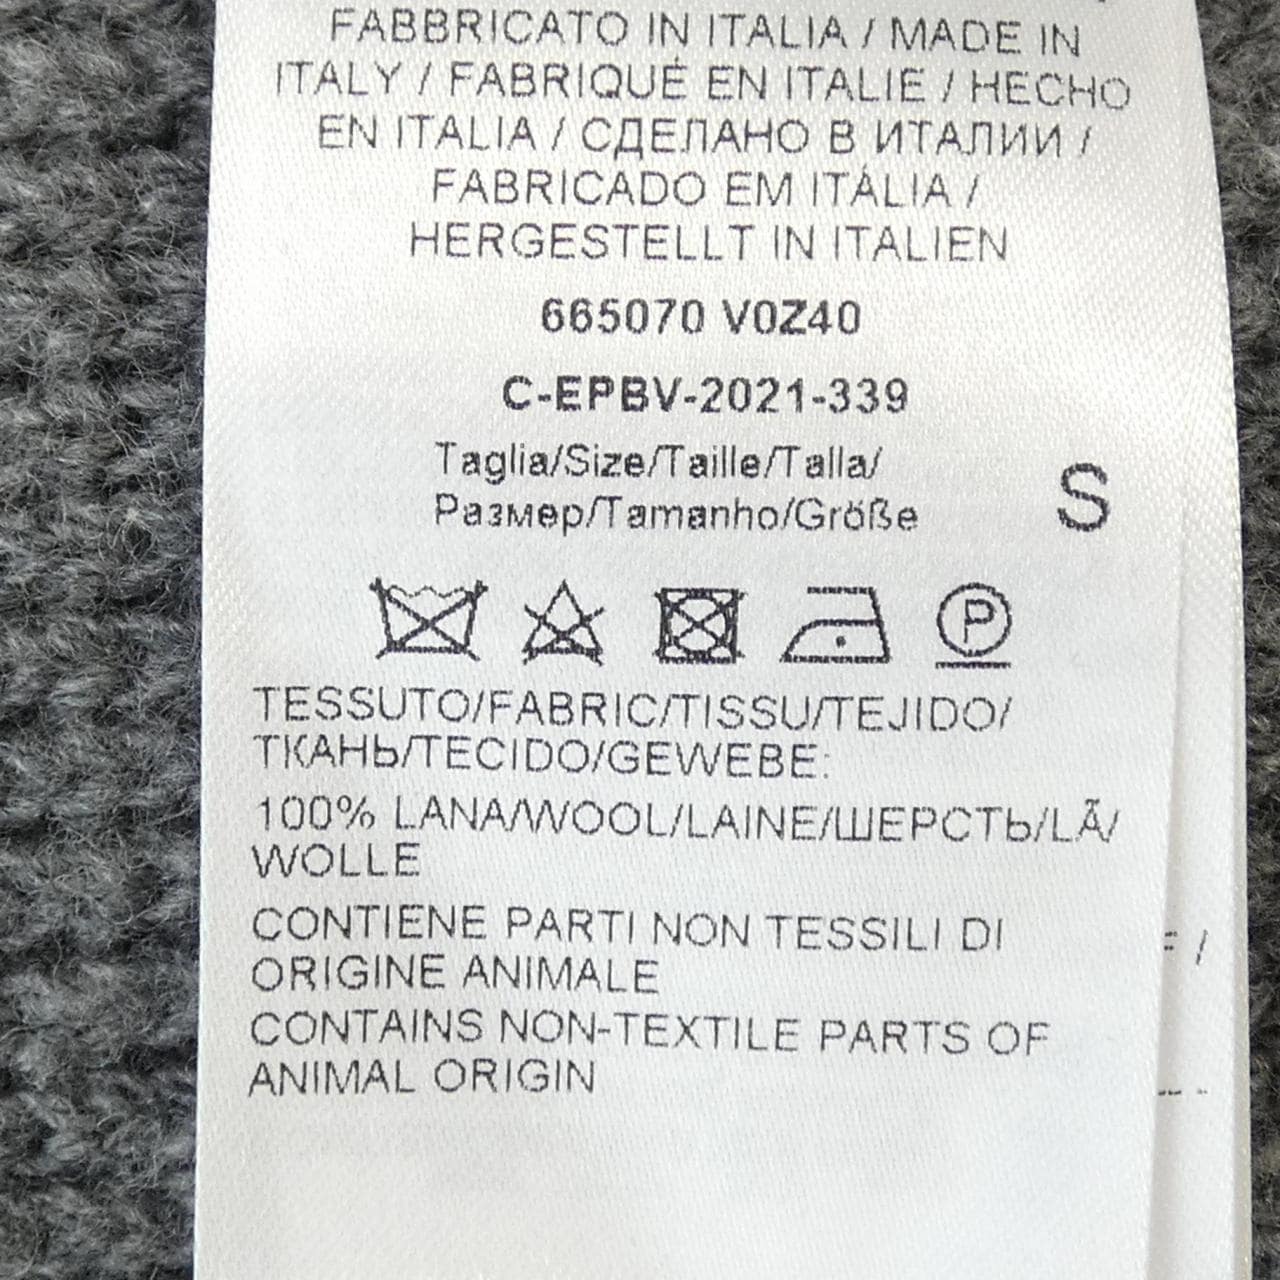 FABBRICATO IN ITALIA / MADE IN
ITALY / FABRIQUÉ EN ITALIE / HECHO
EN ITALIA / СДЕЛАНО В ИТАЛИИ /
FABRICADO EM ITÁLIA /
HERGESTELLT IN ITALIEN
665070 V0Z40
C-EPBV-2021-339
Taglia/Size/Taille/Talla/
Размер/Tamanho/Größe
S
P
TESSUTO/FABRIC/TISSU/TEJIDO/
ТКАНЬ/TECIDO/GEWEBE:
100% LANA/WOOL/LAINE/ШЕРСТЬ/LÃ/
WOLLE
CONTIENE PARTI NON TESSILI DI
ORIGINE ANIMALE
CONTAINS NON-TEXTILE PARTS OF
ANIMAL ORIGIN